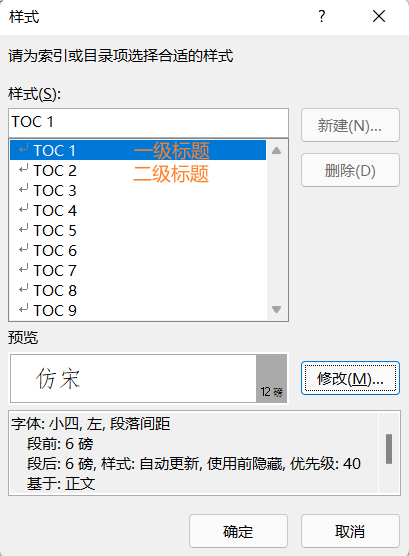 样式
? ×
请为索引或目录项选择合适的样式
样式(S):
TOC 1
新建(N)...
TOC 1 一级标题
删除(D)
TOC 2 二级标题
TOC 3
TOC 4
TOC 5
TOC 6
TOC 7
TOC 8
TOC 9
预览
仿宋
12 磅
修改(M)...
字体: 小四, 左, 段落间距
段前: 6 磅
段后: 6 磅, 样式: 自动更新, 使用前隐藏, 优先级: 40
基于: 正文
确定
取消